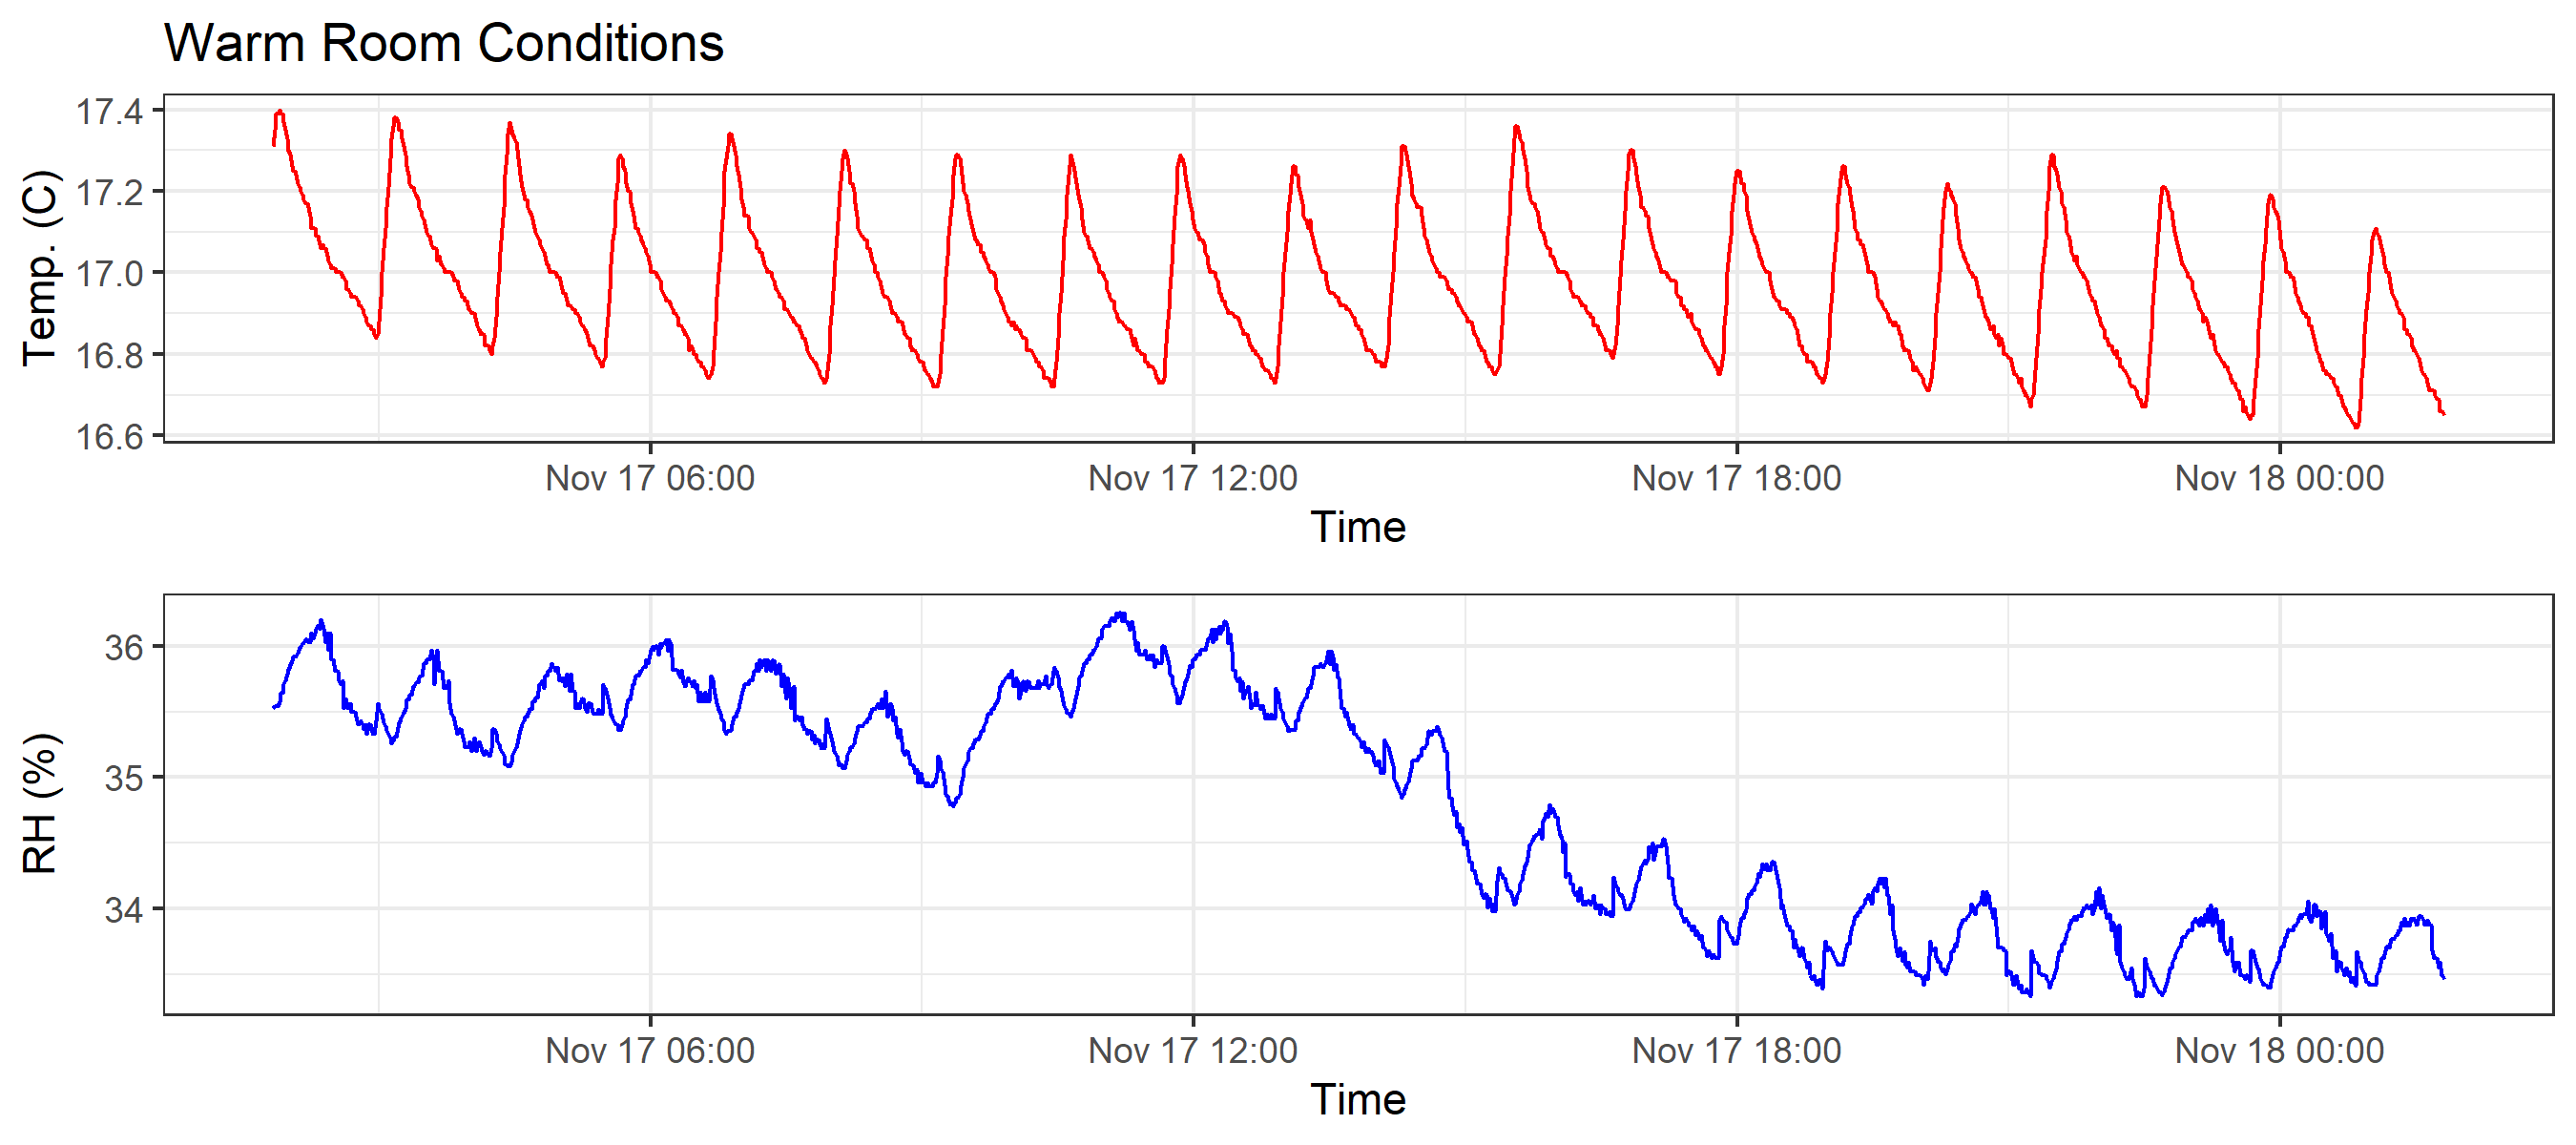 Warm Room Conditions
17.4
17.2
17.0
16.8
16.6
Temp. (C)
Nov 17 06:00 Nov 17 12:00 Nov 17 18:00 Nov 18 00:00
Time
36
35
34
RH (%)
Nov 17 06:00 Nov 17 12:00 Nov 17 18:00 Nov 18 00:00
Time